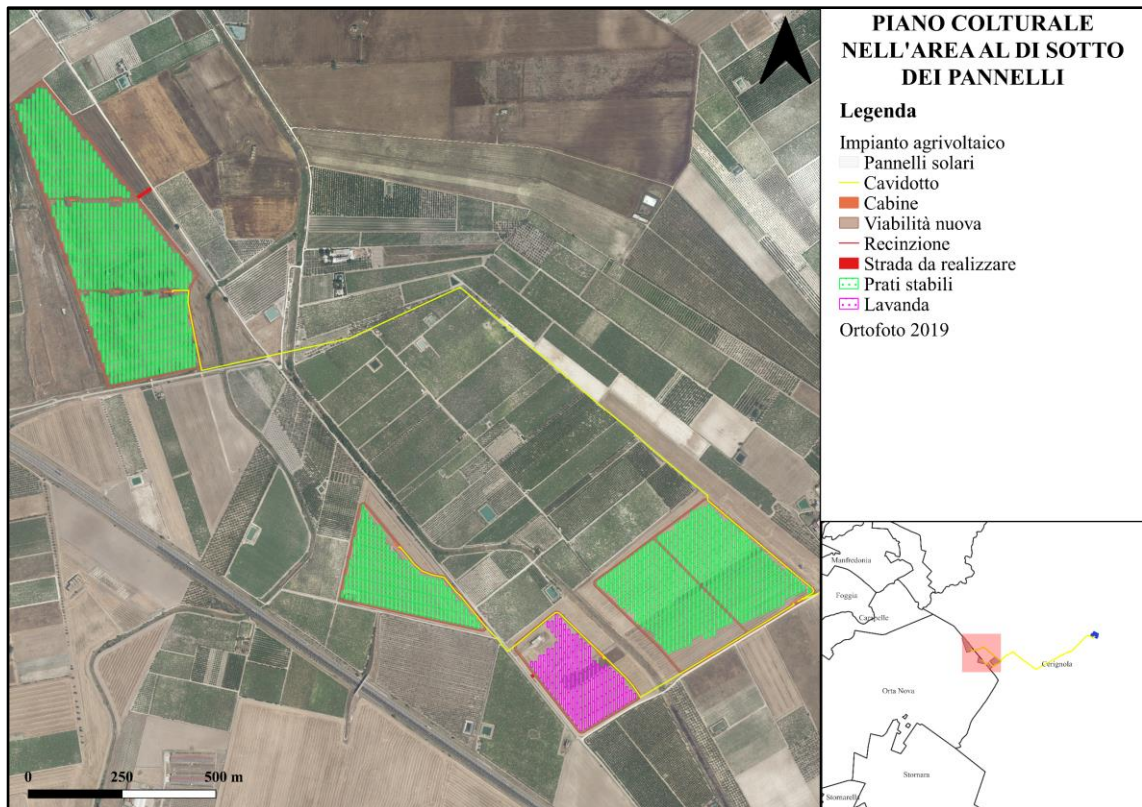 PIANO COLTURALE
NELL'AREA AL DI SOTTO
DEI PANNELLI
Legenda
Impianto agrivoltaico
Pannelli solari
Cavidotto
Cabine
Viabilità nuova
Recinzione
Strada da realizzare
Prati stabili
Lavanda
Ortofoto 2019
0 250 500 m
Manfredonia
Foggia
Carapelle
Cerignola
Orta Nova
Stornara
Stornarella